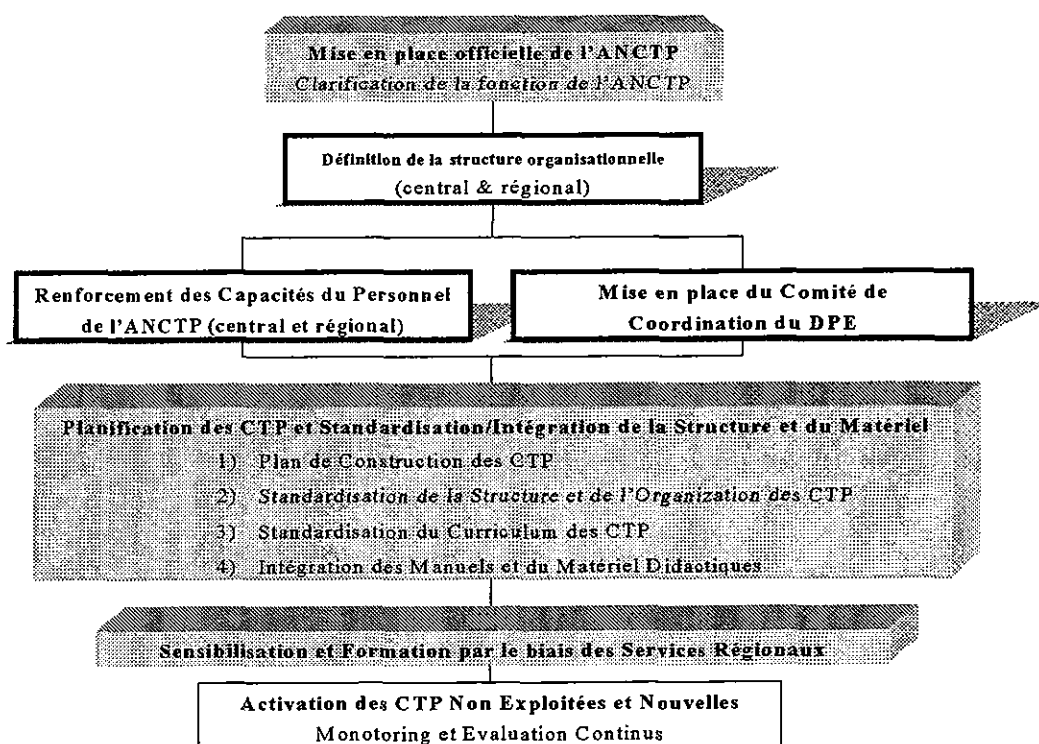 Mise en place officielle de l'ANCTP
Clarification de la fonction de l'ANCTP
Définition de la structure organisationnelle
(central & régional)
Renforcement des Capacités du Personnel
de l'ANCTP (central et régional)
Mise en place du Comité de
Coordination du DPE
Planification des CTP et Standardisation/Intégration de la Structure et du Matériel
1) Plan de Construction des CTP
2) Standardisation de la Structure et de l'Organization des CTP
3) Standardisation du Curriculum des CTP
4) Intégration des Manuels et du Matériel Didactiques
Sensibilisation et Formation par le biais des Services Régionaux
Activation des CTP Non Exploitées et Nouvelles
Monotoring et Evaluation Continus